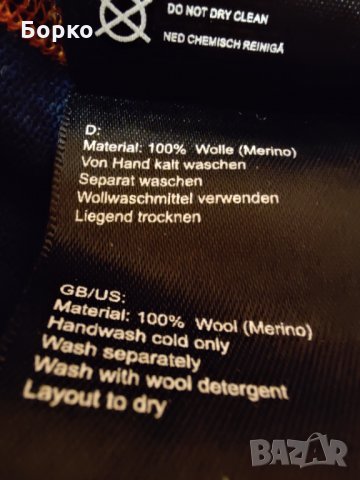 Борко
DO NOT DRY CLEAN
NED CHEMISCH REINIGÄ
D:
Material: 100% Wolle (Merino)
Von Hand kalt waschen
Separat waschen
Wollwaschmittel verwenden
Liegend trocknen
GB/US:
Material: 100% Wool (Merino)
Handwash cold only
Wash separately
Wash with wool detergent
Layout to dry
BAZAR